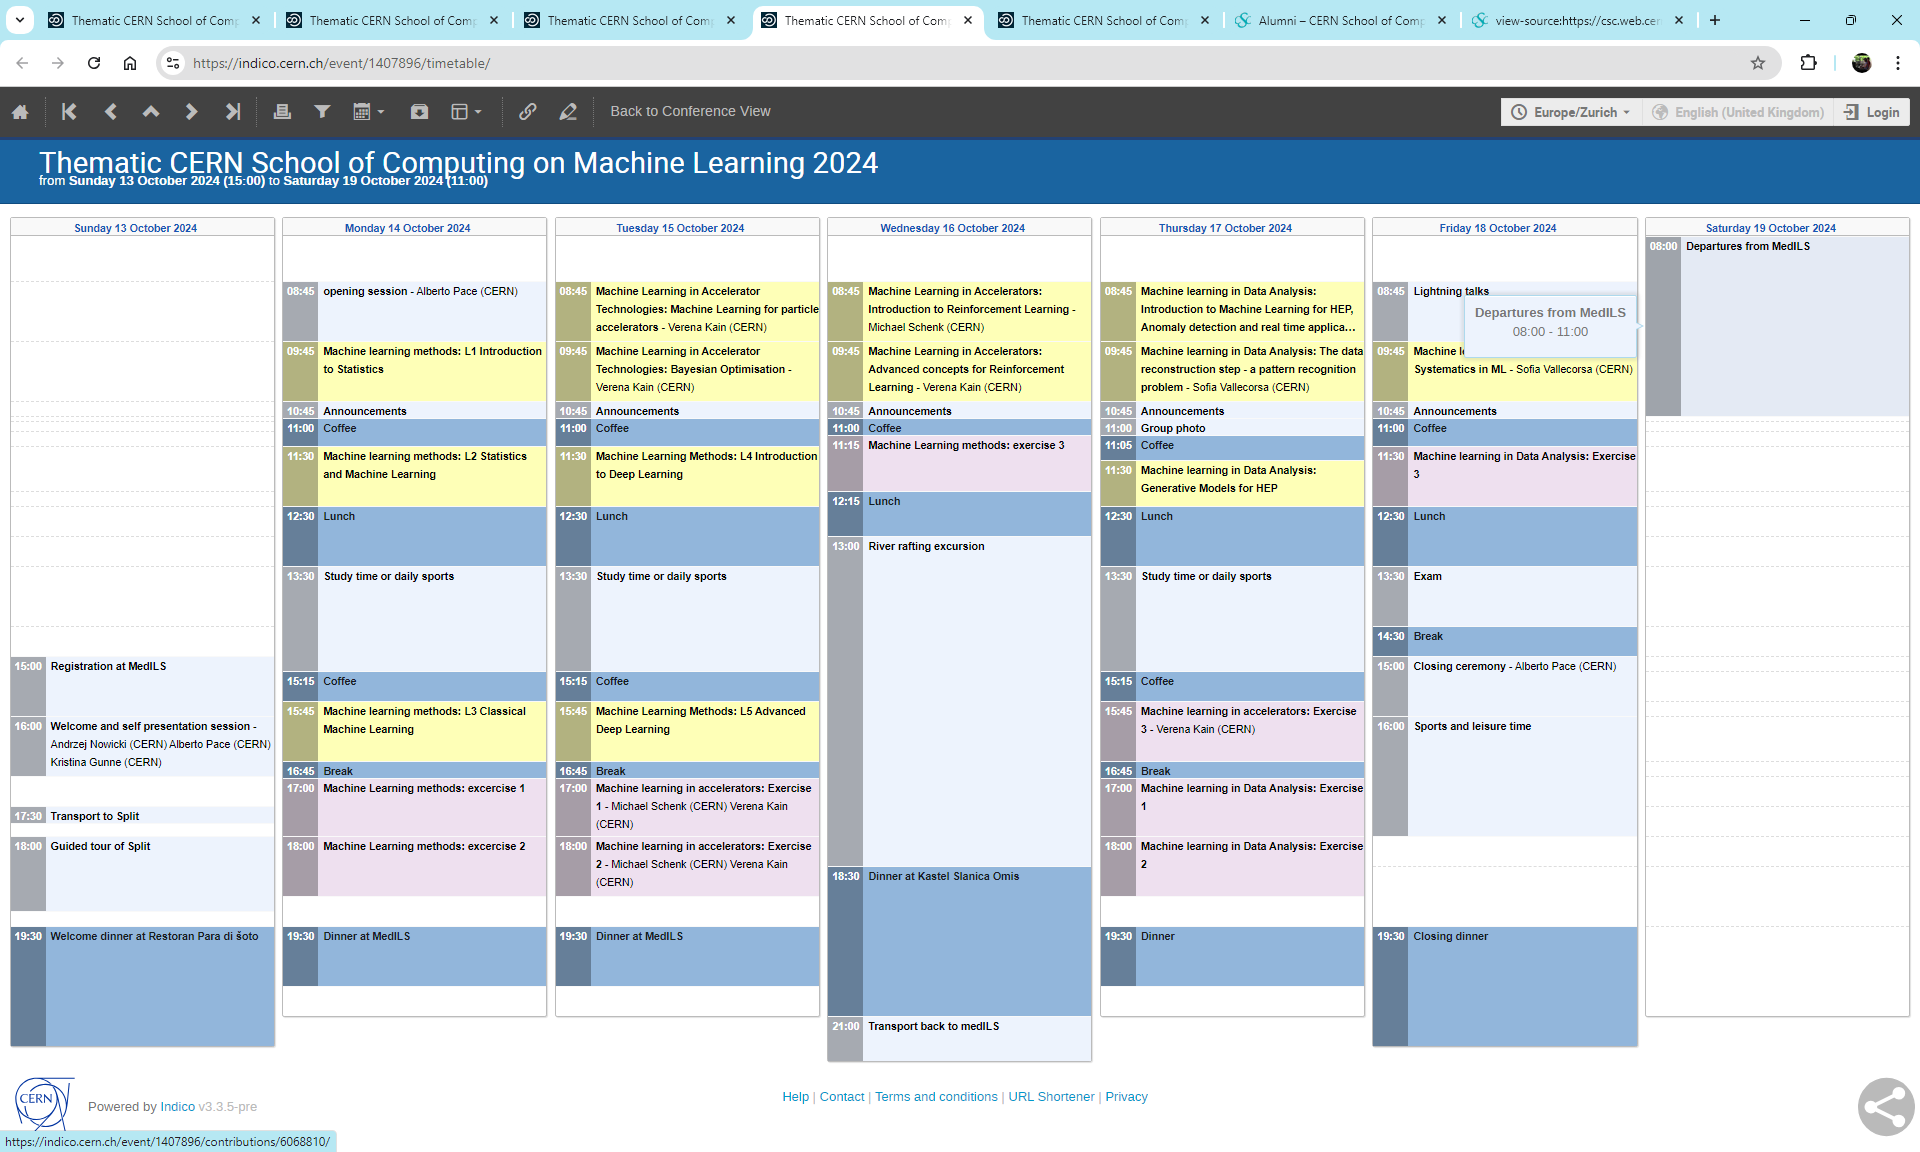 Thematic CERN School of Comp
Thematic CERN School of Comp
Thematic CERN School of Comp
Thematic CERN School of Comp
Thematic CERN School of Comp
Alumni – CERN School of Comp
view-source:https://csc.web.cer
https://indico.cern.ch/event/1407896/timetable/
Back to Conference View
Europe/Zurich
English (United Kingdom)
Login
Thematic CERN School of Computing on Machine Learning 2024
from Sunday 13 October 2024 (15:00) to Saturday 19 October 2024 (11:00)
Sunday 13 October 2024
15:00 Registration at MedILS
16:00 Welcome and self presentation session -
Andrzej Nowicki (CERN) Alberto Pace (CERN)
Kristina Gunne (CERN)
17:30 Transport to Split
18:00 Guided tour of Split
19:30 Welcome dinner at Restoran Para di šoto
Monday 14 October 2024
08:45 opening session - Alberto Pace (CERN)
09:45 Machine learning methods: L1 Introduction
to Statistics
10:45 Announcements
11:00 Coffee
11:30 Machine learning methods: L2 Statistics
and Machine Learning
12:30 Lunch
13:30 Study time or daily sports
15:15 Coffee
15:45 Machine learning methods: L3 Classical
Machine Learning
16:45 Break
17:00 Machine Learning methods: excercise 1
18:00 Machine Learning methods: excercise 2
19:30 Dinner at MedILS
Tuesday 15 October 2024
08:45 Machine Learning in Accelerator
Technologies: Machine Learning for particle
accelerators - Verena Kain (CERN)
09:45 Machine Learning in Accelerator
Technologies: Bayesian Optimisation -
Verena Kain (CERN)
10:45 Announcements
11:00 Coffee
11:30 Machine Learning Methods: L4 Introduction
to Deep Learning
12:30 Lunch
13:30 Study time or daily sports
15:15 Coffee
15:45 Machine Learning Methods: L5 Advanced
Deep Learning
16:45 Break
17:00 Machine learning in accelerators: Exercise
1 - Michael Schenk (CERN) Verena Kain
(CERN)
18:00 Machine learning in accelerators: Exercise
2 - Michael Schenk (CERN) Verena Kain
(CERN)
19:30 Dinner at MedILS
Wednesday 16 October 2024
08:45 Machine Learning in Accelerators:
Introduction to Reinforcement Learning -
Michael Schenk (CERN)
09:45 Machine Learning in Accelerators:
Advanced concepts for Reinforcement
Learning - Verena Kain (CERN)
10:45 Announcements
11:00 Coffee
11:15 Machine Learning methods: exercise 3
12:15 Lunch
13:00 River rafting excursion
18:30 Dinner at Kastel Slanica Omis
21:00 Transport back to medILS
Thursday 17 October 2024
08:45 Machine learning in Data Analysis:
Introduction to Machine Learning for HEP,
Anomaly detection and real time applica...
09:45 Machine learning in Data Analysis: The data
reconstruction step - a pattern recognition
problem - Sofia Vallecorsa (CERN)
10:45 Announcements
11:00 Group photo
11:05 Coffee
11:30 Machine learning in Data Analysis:
Generative Models for HEP
12:30 Lunch
13:30 Study time or daily sports
15:15 Coffee
15:45 Machine learning in accelerators: Exercise
3 - Verena Kain (CERN)
16:45 Break
17:00 Machine learning in Data Analysis: Exercise
1
18:00 Machine learning in Data Analysis: Exercise
2
19:30 Dinner
Friday 18 October 2024
08:45 Lightning talks
Departures from MedILS
08:00 - 11:00
09:45 Machine le
Systematics in ML - Sofia Vallecorsa (CERN)
10:45 Announcements
11:00 Coffee
11:30 Machine learning in Data Analysis: Exercise
3
12:30 Lunch
13:30 Exam
14:30 Break
15:00 Closing ceremony - Alberto Pace (CERN)
16:00 Sports and leisure time
19:30 Closing dinner
Saturday 19 October 2024
08:00 Departures from MedILS
CERN
Powered by Indico v3.3.5-pre
Help | Contact | Terms and conditions | URL Shortener | Privacy
https://indico.cern.ch/event/1407896/contributions/6068810/